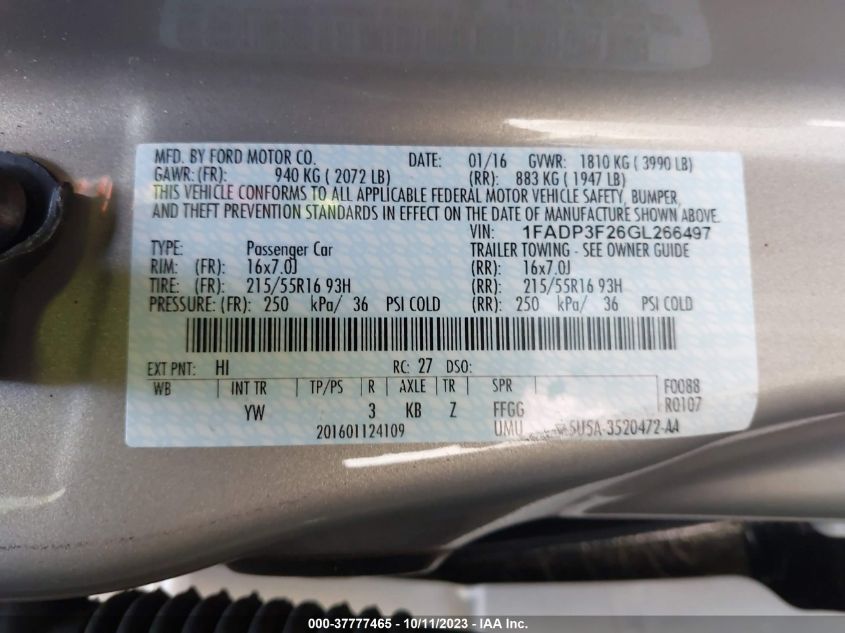 MFD. BY FORD MOTOR CO. DATE: 01/16 GVWR: 1810 KG ( 3990 LB)
GAWR:(FR): 940 KG ( 2072 LB) (RR): 883 KG ( 1947 LB)
THIS VEHICLE CONFORMS TO ALL APPLICABLE FEDERAL MOTOR VEHICLE SAFETY, BUMPER,
AND THEFT PREVENTION STANDARDS IN EFFECT ON THE DATE OF MANUFACTURE SHOWN ABOVE.
VIN: 1FADP3F26GL266497
TYPE: Passenger Car TRAILER TOWING - SEE OWNER GUIDE
RIM: (FR): 16x7.0J (RR): 16x7.0J
TIRE: (FR): 215/55R16 93H (RR): 215/55R16 93H
PRESSURE: (FR): 250 kPa/ 36 PSI COLD (RR): 250 kPa/ 36 PSI COLD
EXT PNT: HI RC: 27 DSO:
WB INT TR TP/PS R AXLE TR SPR F0088
YW 3 KB Z FFGG R0107
201601124109 UMU 5U5A-3520472-AA
000-37777465 - 10/11/2023 - IAA Inc.